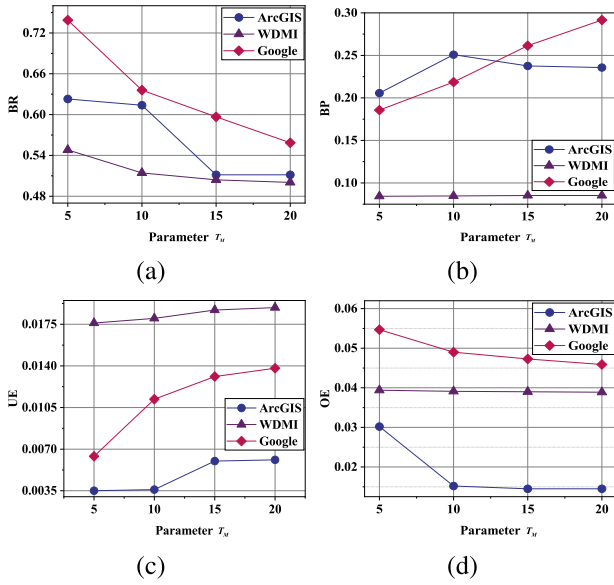 0.72
0.66
0.60
0.54
0.48
BR
5 10 15 20
Parameter T_M
ArcGIS
WDMI
Google
(a)
0.30
0.25
0.20
0.15
0.10
BP
5 10 15 20
Parameter T_M
ArcGIS
WDMI
Google
(b)
0.0175
0.0140
0.0105
0.0070
0.0035
UE
5 10 15 20
Parameter T_M
ArcGIS
WDMI
Google
(c)
0.06
0.05
0.04
0.03
0.02
OE
5 10 15 20
Parameter T_M
ArcGIS
WDMI
Google
(d)